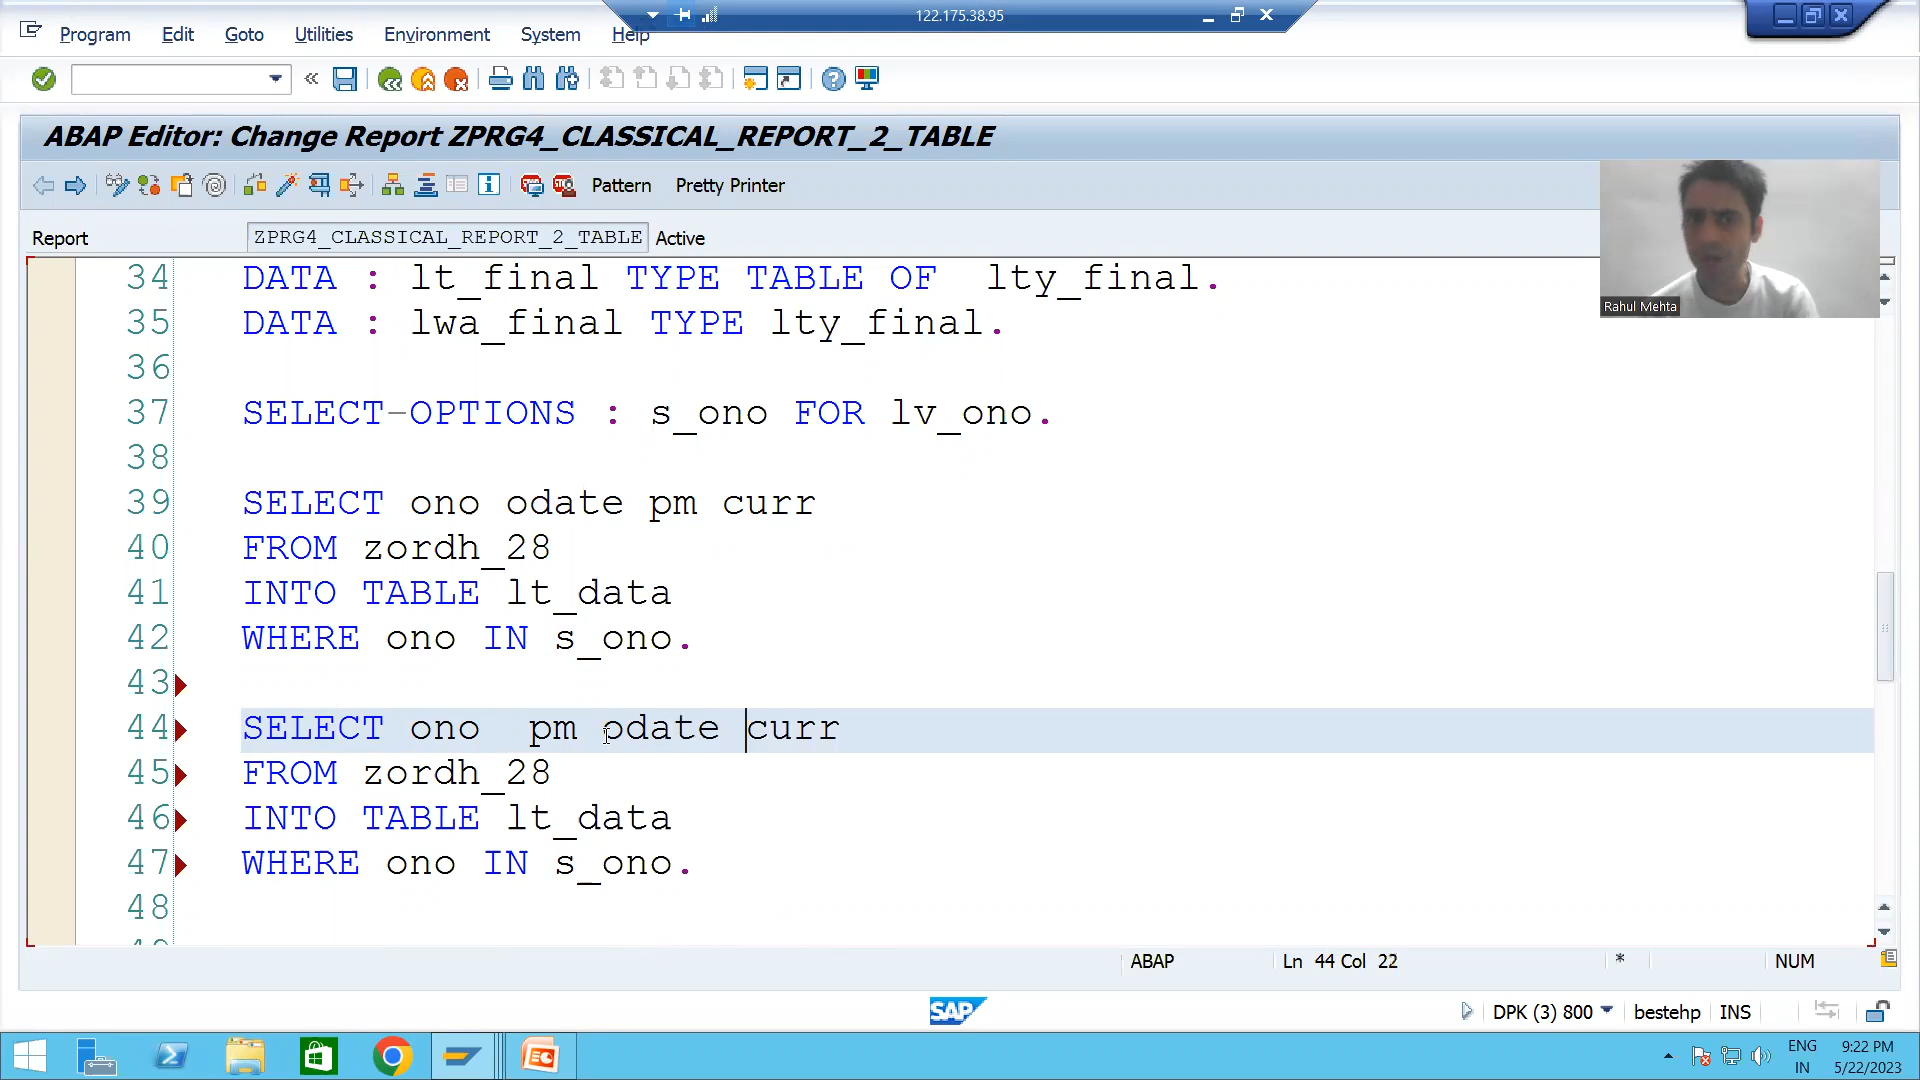 122.175.38.95
Program Edit Goto Utilities Environment System Help
ABAP Editor: Change Report ZPRG4_CLASSICAL_REPORT_2_TABLE
Pattern Pretty Printer
Report ZPRG4_CLASSICAL_REPORT_2_TABLE Active
Rahul Mehta
34 DATA : lt_final TYPE TABLE OF lty_final.
35 DATA : lwa_final TYPE lty_final.
36
37 SELECT-OPTIONS : s_ono FOR lv_ono.
38
39 SELECT ono odate pm curr
40 FROM zordh_28
41 INTO TABLE lt_data
42 WHERE ono IN s_ono.
43
44 SELECT ono  pm odate curr
45 FROM zordh_28
46 INTO TABLE lt_data
47 WHERE ono IN s_ono.
48
49
ABAP Ln 44 Col 22 * NUM
SAP DPK (3) 800 bestehp INS
ENG 9:22 PM
IN 5/22/2023